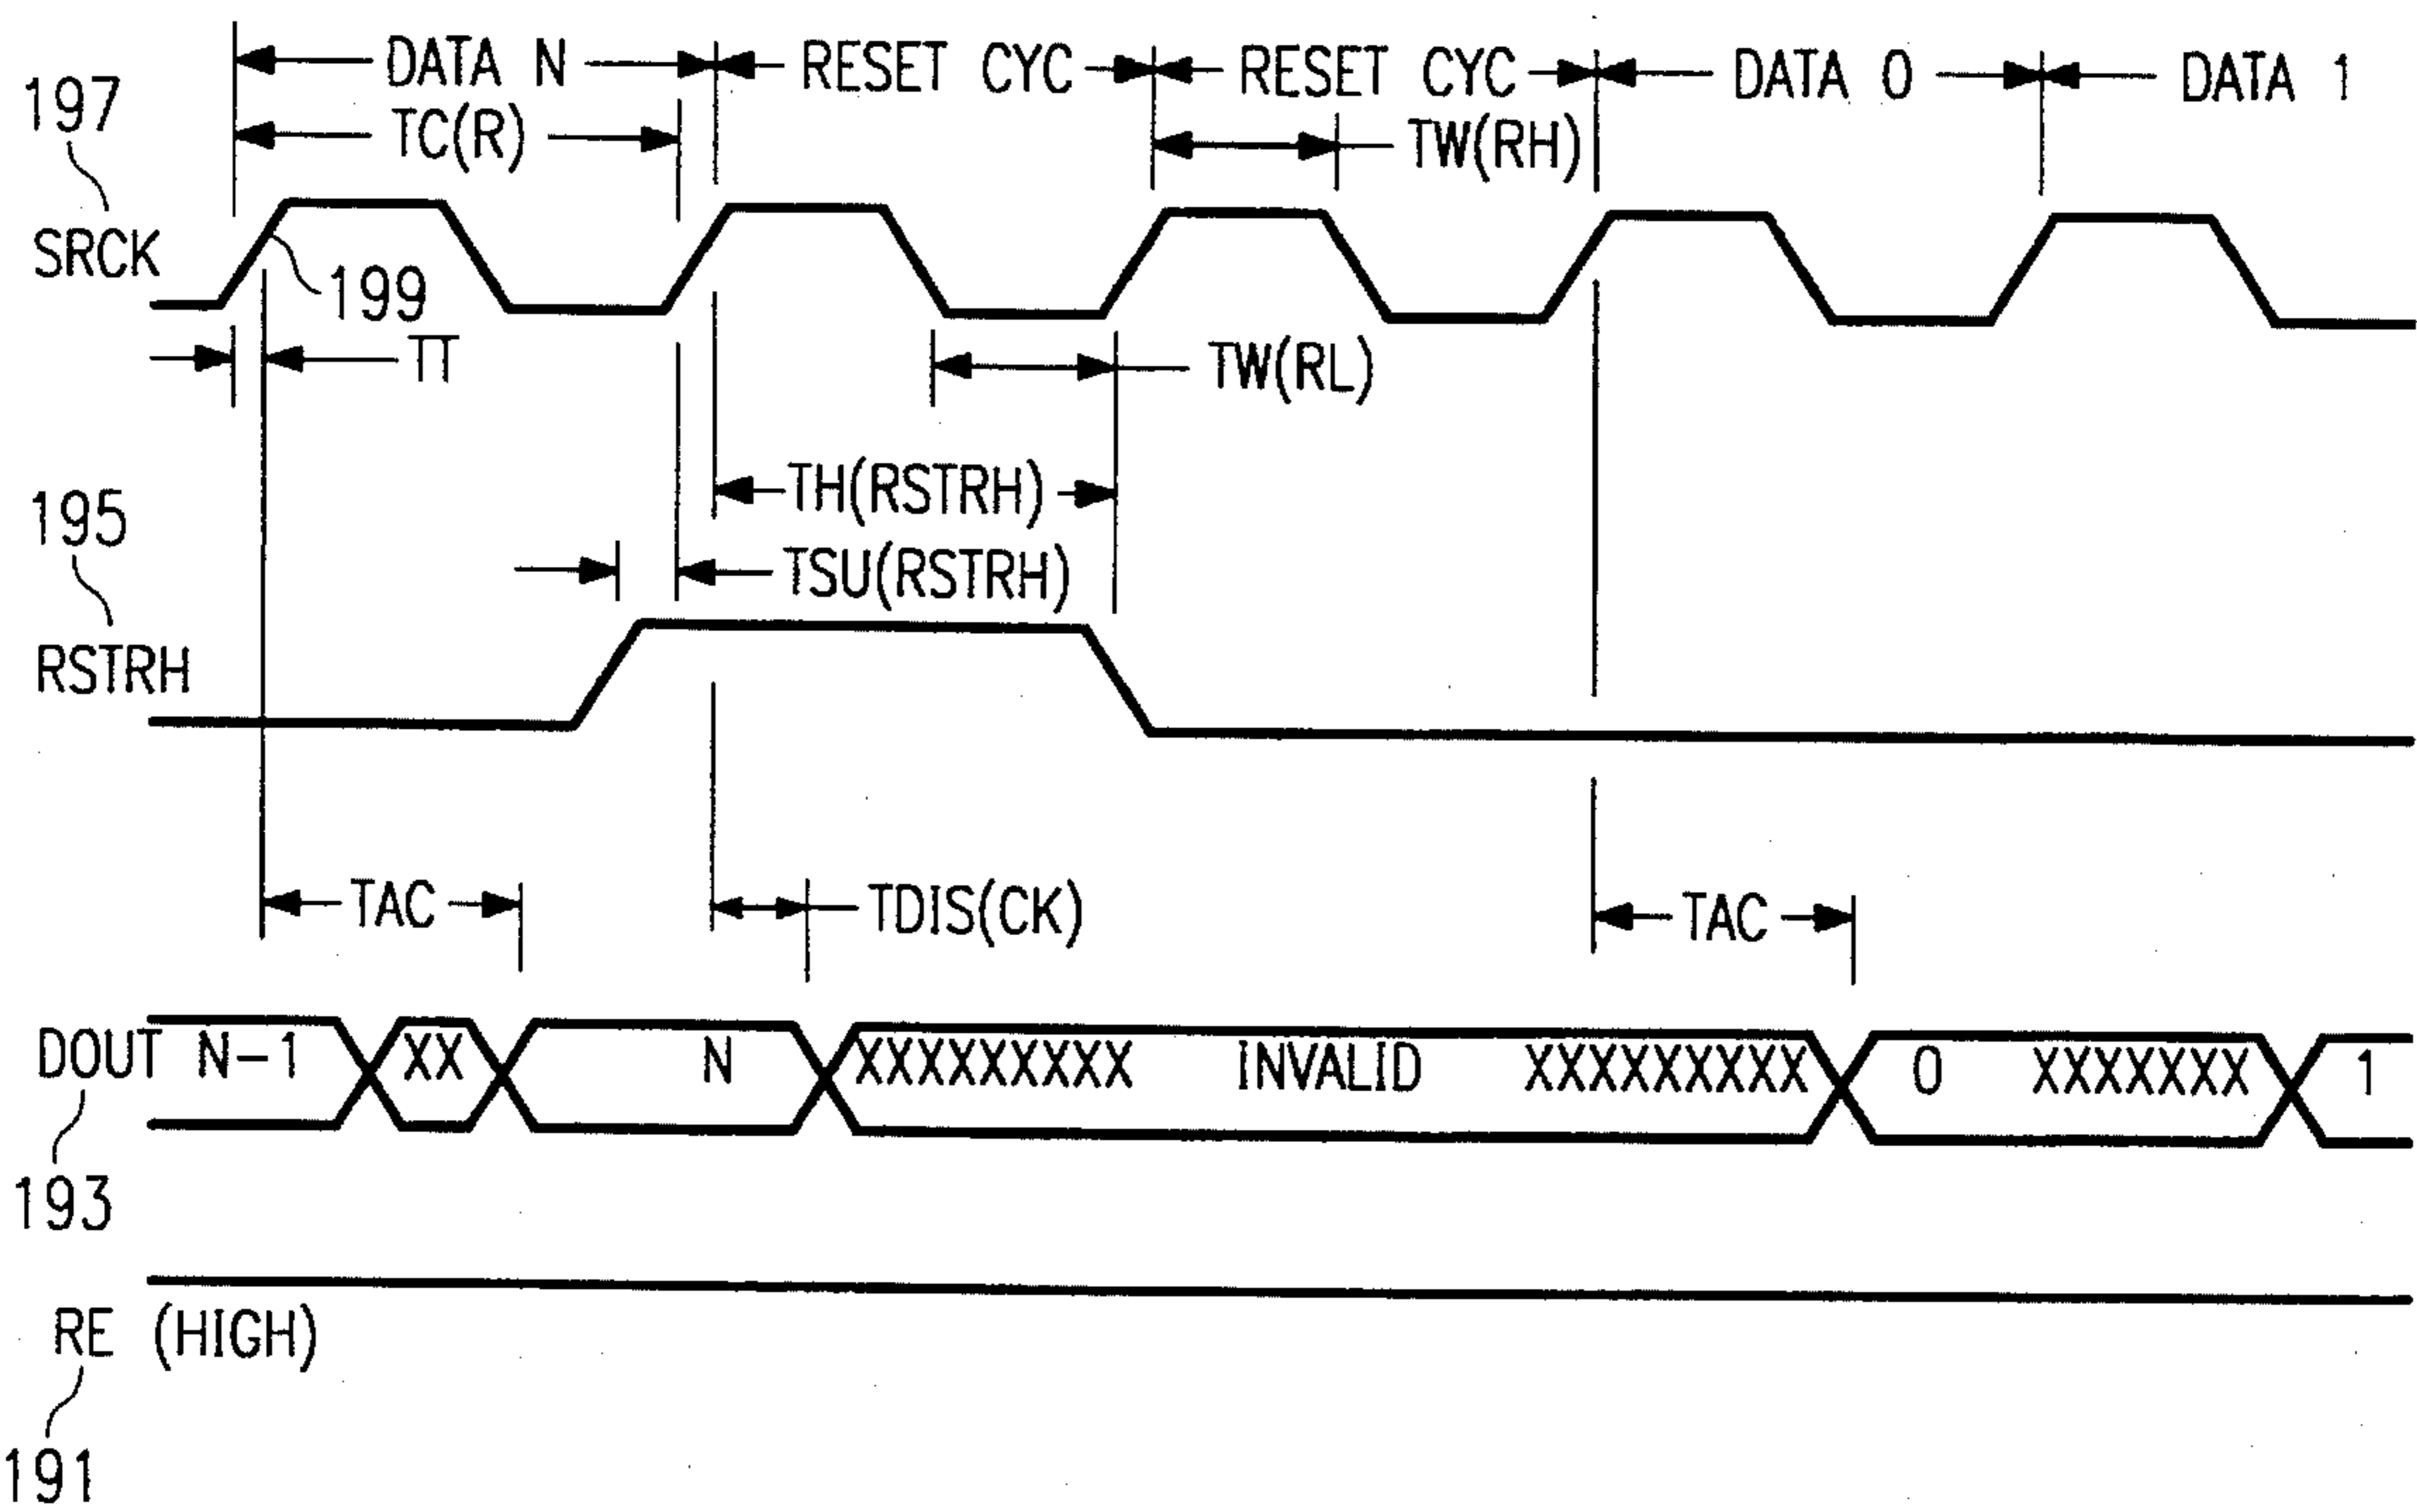 DATA N RESET CYC RESET CYC DATA 0 DATA 1
197 TC(R) TW(RH)
SRCK 199
TT TW(RL)
TH(RSTRH)
195
TSU(RSTRH)
RSTRH
TAC TDIS(CK) TAC
DOUT N-1 XX N XXXXXXXXX INVALID XXXXXXXXX 0 XXXXXXX 1
193
RE (HIGH)
191